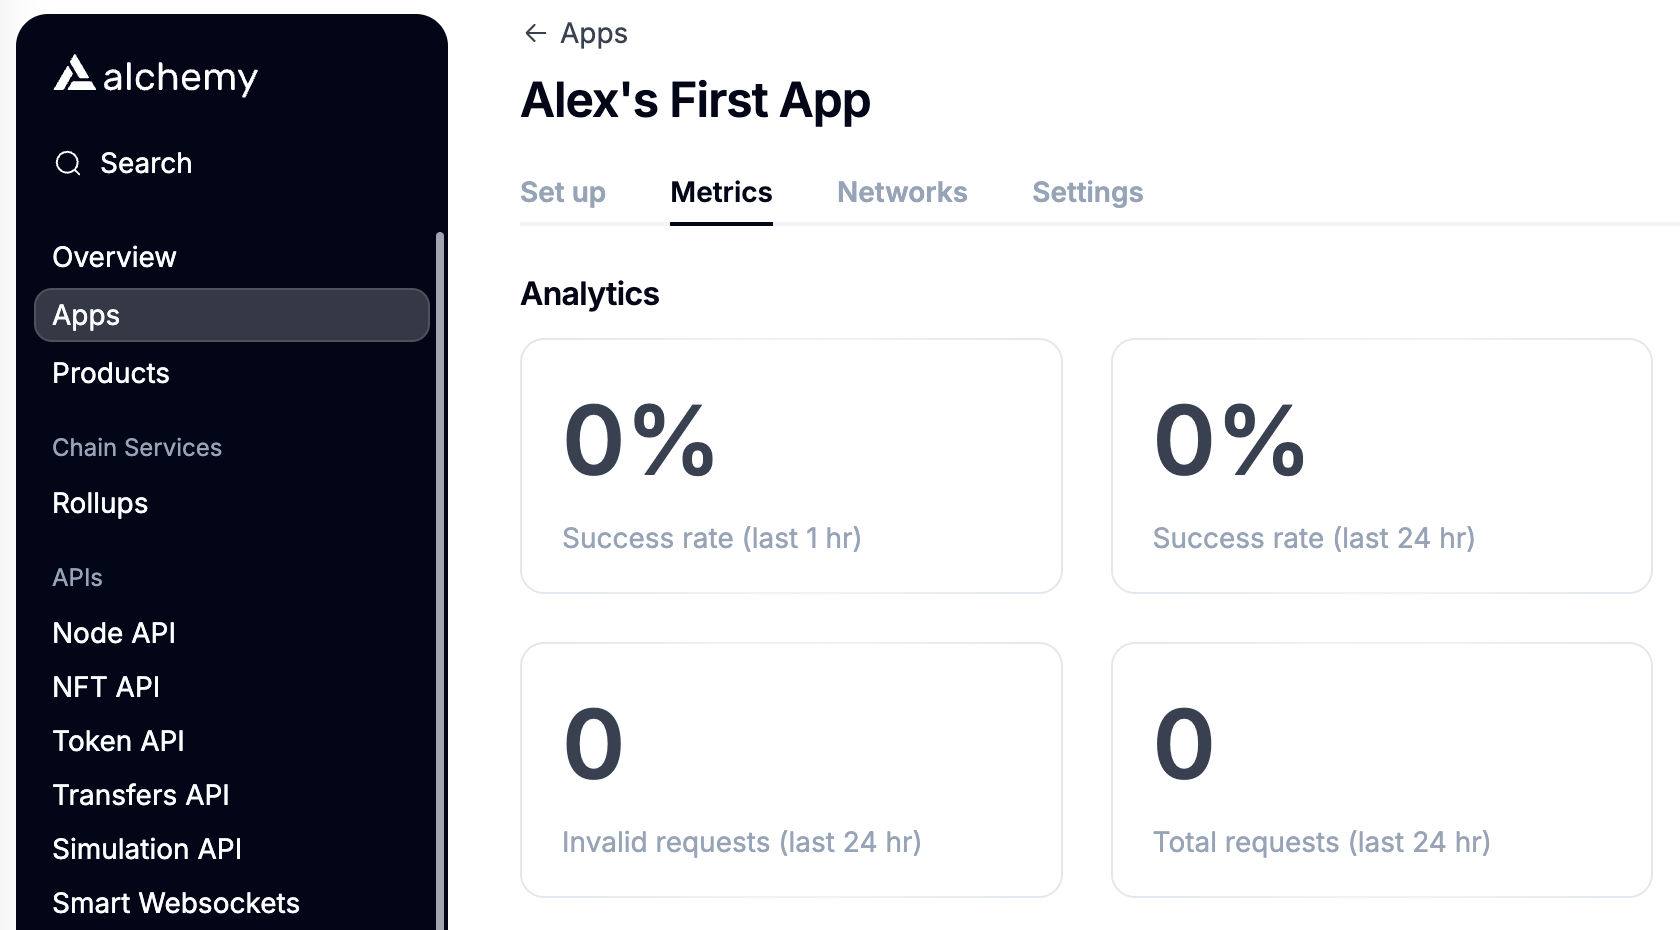 alchemy
Search
Overview
Apps
Products
Chain Services
Rollups
APIs
Node API
NFT API
Token API
Transfers API
Simulation API
Smart Websockets
← Apps
Alex's First App
Set up Metrics Networks Settings
Analytics
0%
Success rate (last 1 hr)
0%
Success rate (last 24 hr)
0
Invalid requests (last 24 hr)
0
Total requests (last 24 hr)